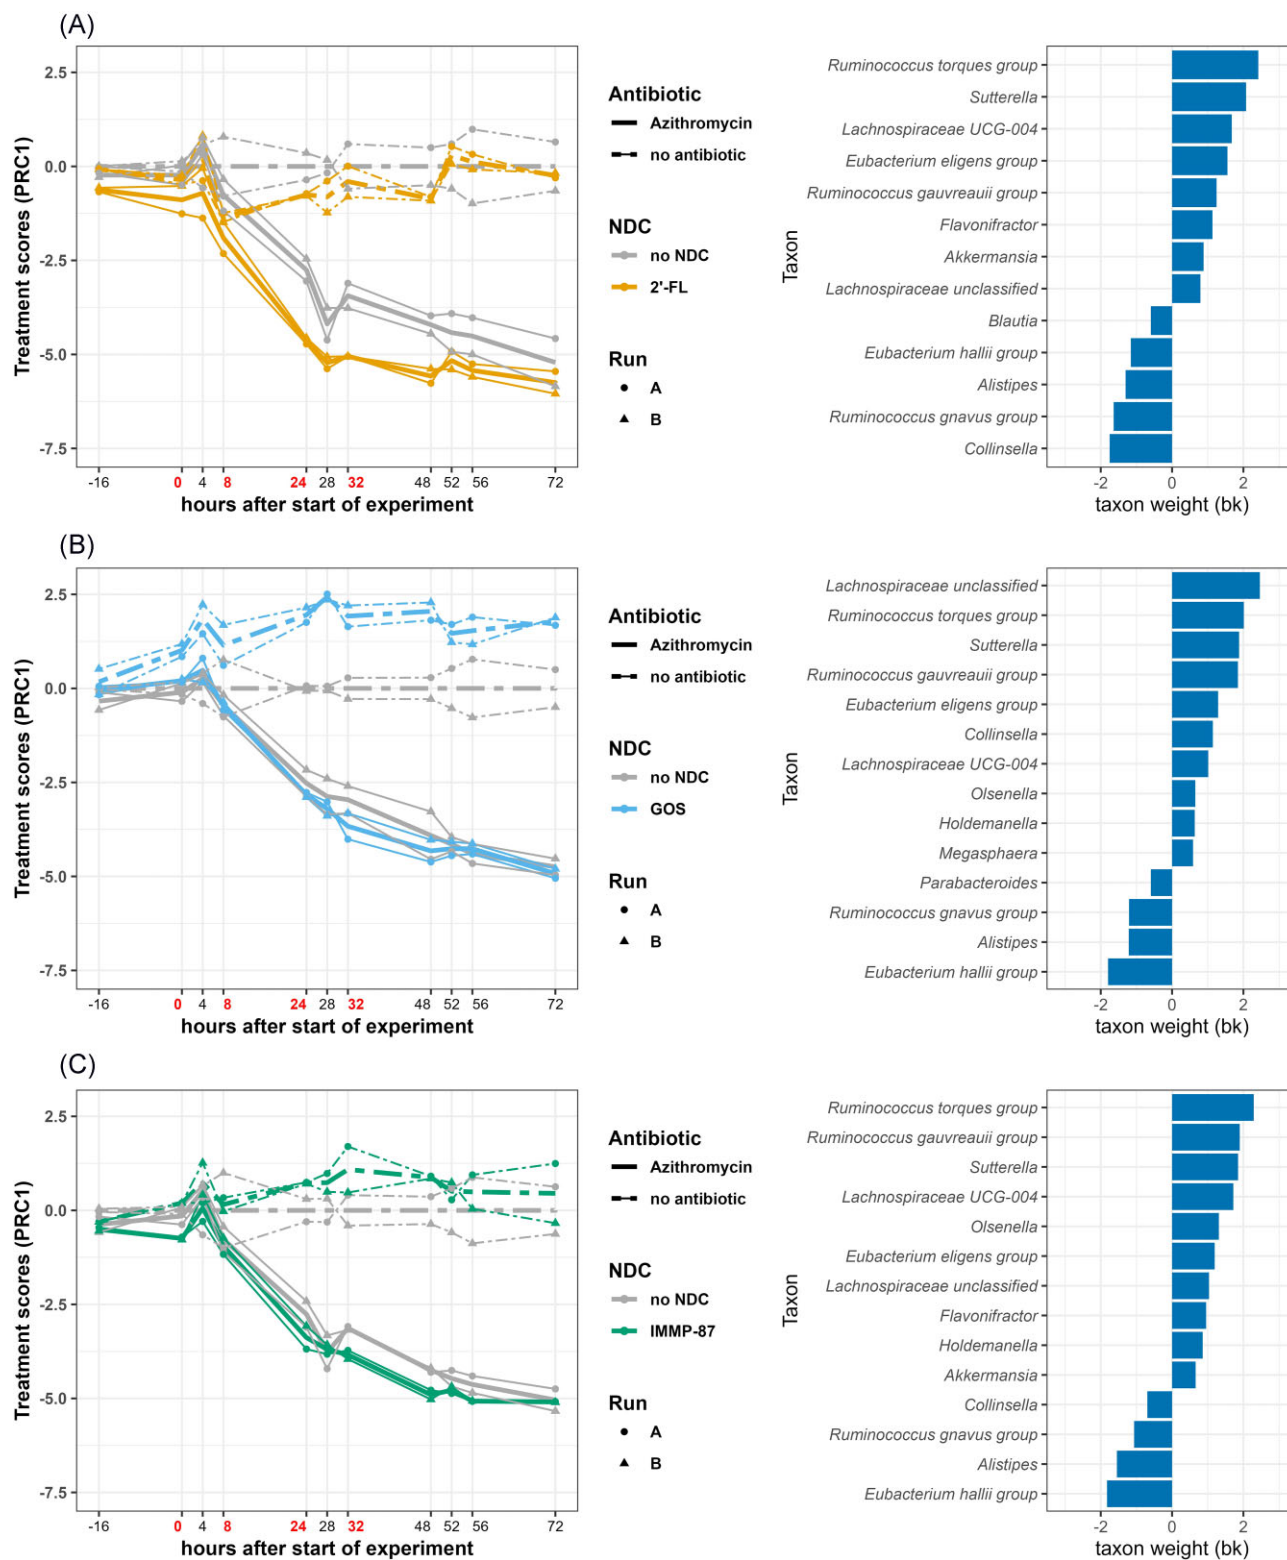 (A)
Treatment scores (PRC1)
2.5
0.0
-2.5
-5.0
-7.5
-16
0
4
8
24
28
32
48
52
56
72
hours after start of experiment
Antibiotic
Azithromycin
no antibiotic
NDC
no NDC
2'-FL
Run
A
B
Taxon
Ruminococcus torques group
Sutterella
Lachnospiraceae UCG-004
Eubacterium eligens group
Ruminococcus gauvreauii group
Flavonifractor
Akkermansia
Lachnospiraceae unclassified
Blautia
Eubacterium hallii group
Alistipes
Ruminococcus gnavus group
Collinsella
-2
0
2
taxon weight (bk)
(B)
Treatment scores (PRC1)
2.5
0.0
-2.5
-5.0
-7.5
-16
0
4
8
24
28
32
48
52
56
72
hours after start of experiment
Antibiotic
Azithromycin
no antibiotic
NDC
no NDC
GOS
Run
A
B
Taxon
Lachnospiraceae unclassified
Ruminococcus torques group
Sutterella
Ruminococcus gauvreauii group
Eubacterium eligens group
Collinsella
Lachnospiraceae UCG-004
Olsenella
Holdemanella
Megasphaera
Parabacteroides
Ruminococcus gnavus group
Alistipes
Eubacterium hallii group
-2
0
2
taxon weight (bk)
(C)
Treatment scores (PRC1)
2.5
0.0
-2.5
-5.0
-7.5
-16
0
4
8
24
28
32
48
52
56
72
hours after start of experiment
Antibiotic
Azithromycin
no antibiotic
NDC
no NDC
IMMP-87
Run
A
B
Taxon
Ruminococcus torques group
Ruminococcus gauvreauii group
Sutterella
Lachnospiraceae UCG-004
Olsenella
Eubacterium eligens group
Lachnospiraceae unclassified
Flavonifractor
Holdemanella
Akkermansia
Collinsella
Ruminococcus gnavus group
Alistipes
Eubacterium hallii group
-2
0
2
taxon weight (bk)